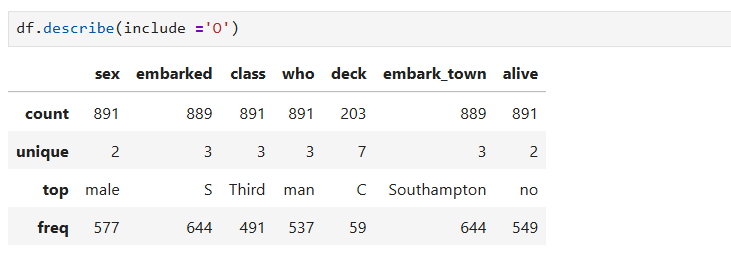 df.describe(include ='O')
sex embarked class who deck embark_town alive
count 891 889 891 891 203 889 891
unique 2 3 3 3 7 3 2
top male S Third man C Southampton no
freq 577 644 491 537 59 644 549